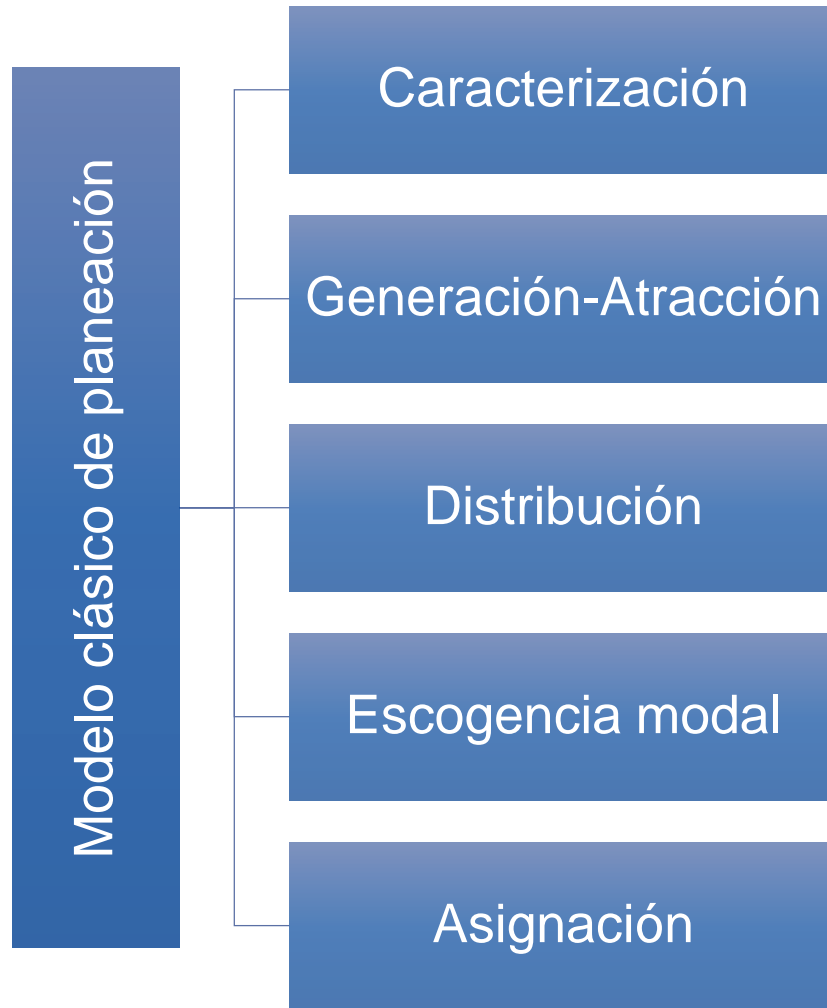 Modelo clásico de planeación
Caracterización
Generación-Atracción
Distribución
Escogencia modal
Asignación